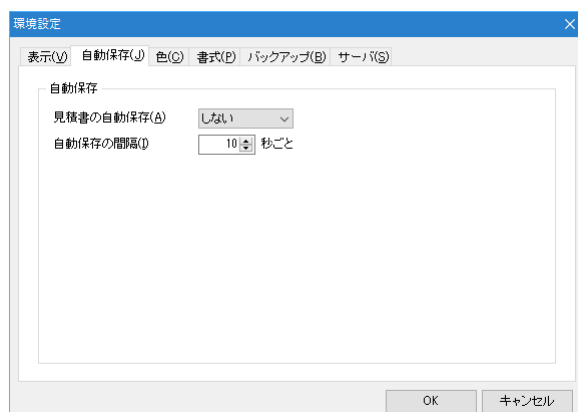 環境設定
表示(V) 自動保存(J) 色(C) 書式(P) バックアップ(B) サーバ(S)
自動保存
見積書の自動保存(A) しない
自動保存の間隔(I) 10 秒ごと
OK キャンセル